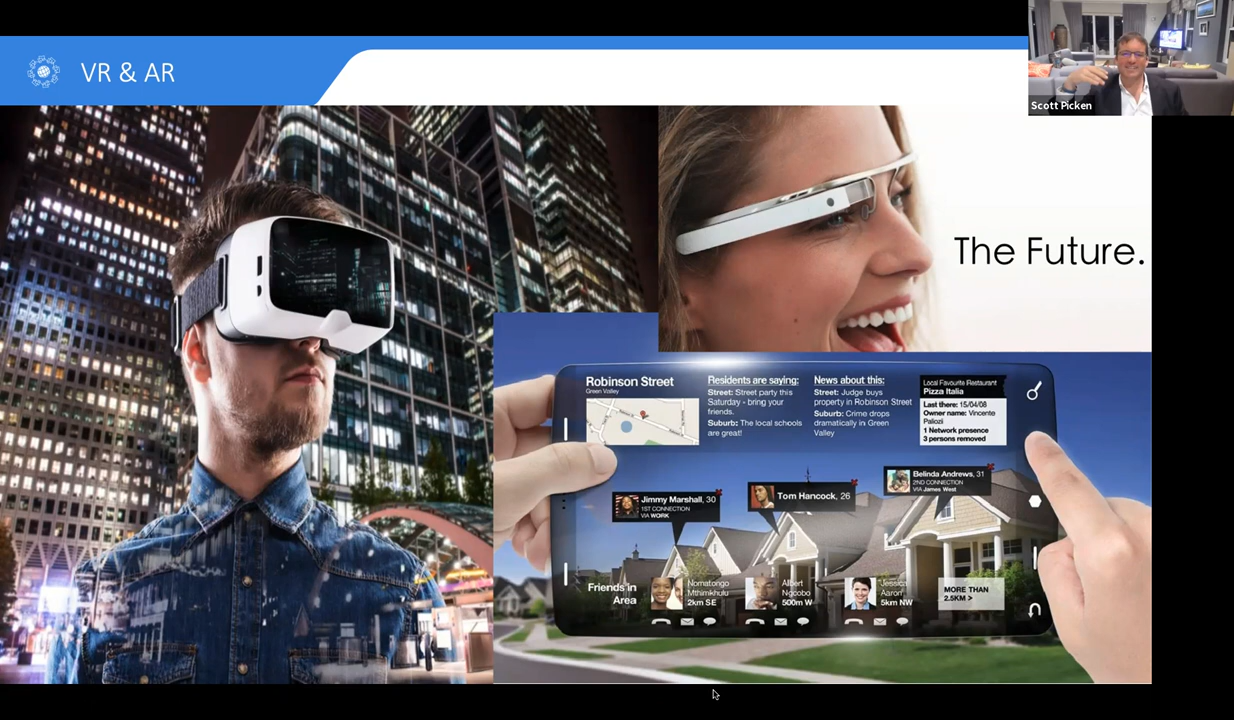 VR & AR
Scott Picken
The Future.
Robinson Street
Green Valley
Residents are saying:
Street: Street party this
Saturday - bring your
friends.
Suburb: The local schools
are great!
News about this:
Street: Judge buys
property in Robinson Street
Suburb: Crime drops
dramatically in Green
Valley
Local Favourite Restaurant
Pizza Italia
Last there: 15/04/08
Owner name: Vincente
Paliozi
1 Network presence
3 persons removed
Jimmy Marshall, 30
1ST CONNECTION
VIA WORK
Tom Hancock, 26
Belinda Andrews, 31
2ND CONNECTION
VIA James West
Friends in
Area
Nomatongo
Mthimkhulu
2km SE
Albert
Ngcobo
500m W
Jessica
Aaron
5km NW
MORE THAN
2.5KM >